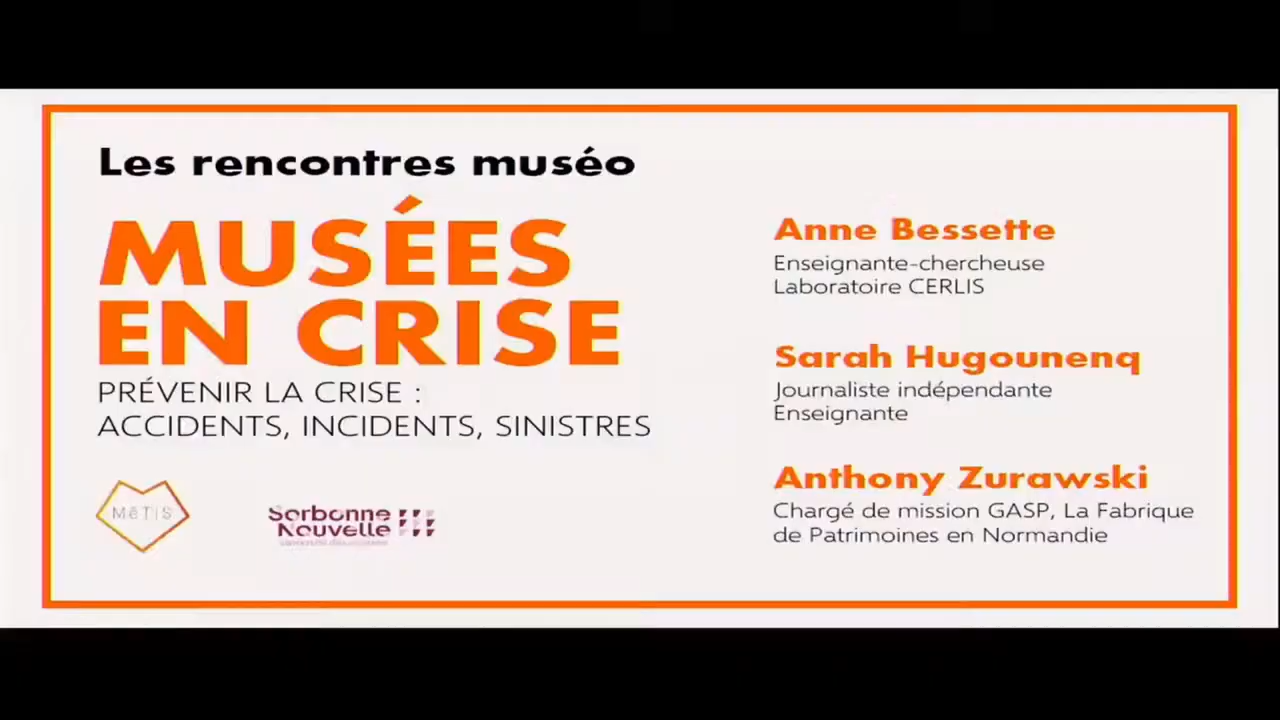 Les rencontres muséo
MUSÉES
EN CRISE
PRÉVENIR LA CRISE :
ACCIDENTS, INCIDENTS, SINISTRES
MêTIS
Sorbonne
Nouvelle
Anne Bessette
Enseignante-chercheuse
Laboratoire CERLIS
Sarah Hugounenq
Journaliste indépendante
Enseignante
Anthony Zurawski
Chargé de mission GASP, La Fabrique
de Patrimoines en Normandie